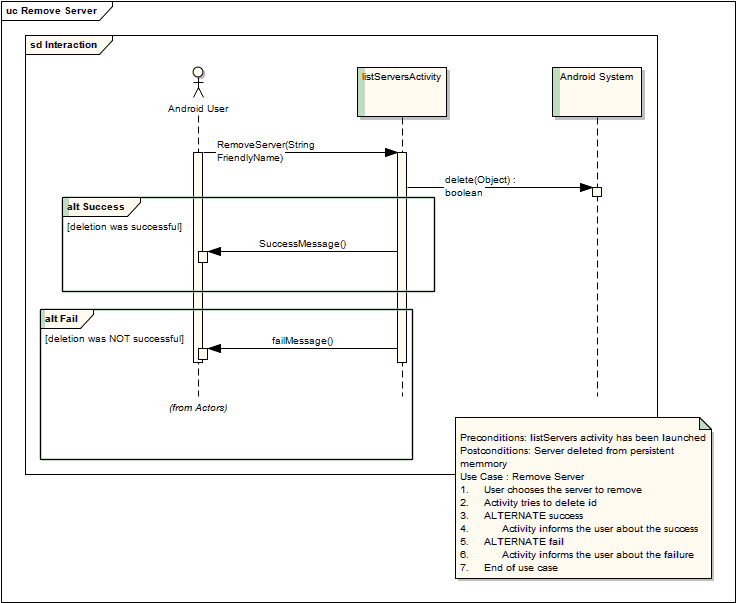 uc Remove Server
sd Interaction
Android User
listServersActivity
Android System
RemoveServer(String
FriendlyName)
delete(Object) :
boolean
alt Success
[deletion was successful]
SuccessMessage()
alt Fail
[deletion was NOT successful]
failMessage()
(from Actors)
Preconditions: listServers activity has been launched
Postconditions: Server deleted from persistent
memmory
Use Case : Remove Server
1. User chooses the server to remove
2. Activity tries to delete id
3. ALTERNATE success
4. Activity informs the user about the success
5. ALTERNATE fail
6. Activity informs the user about the failure
7. End of use case